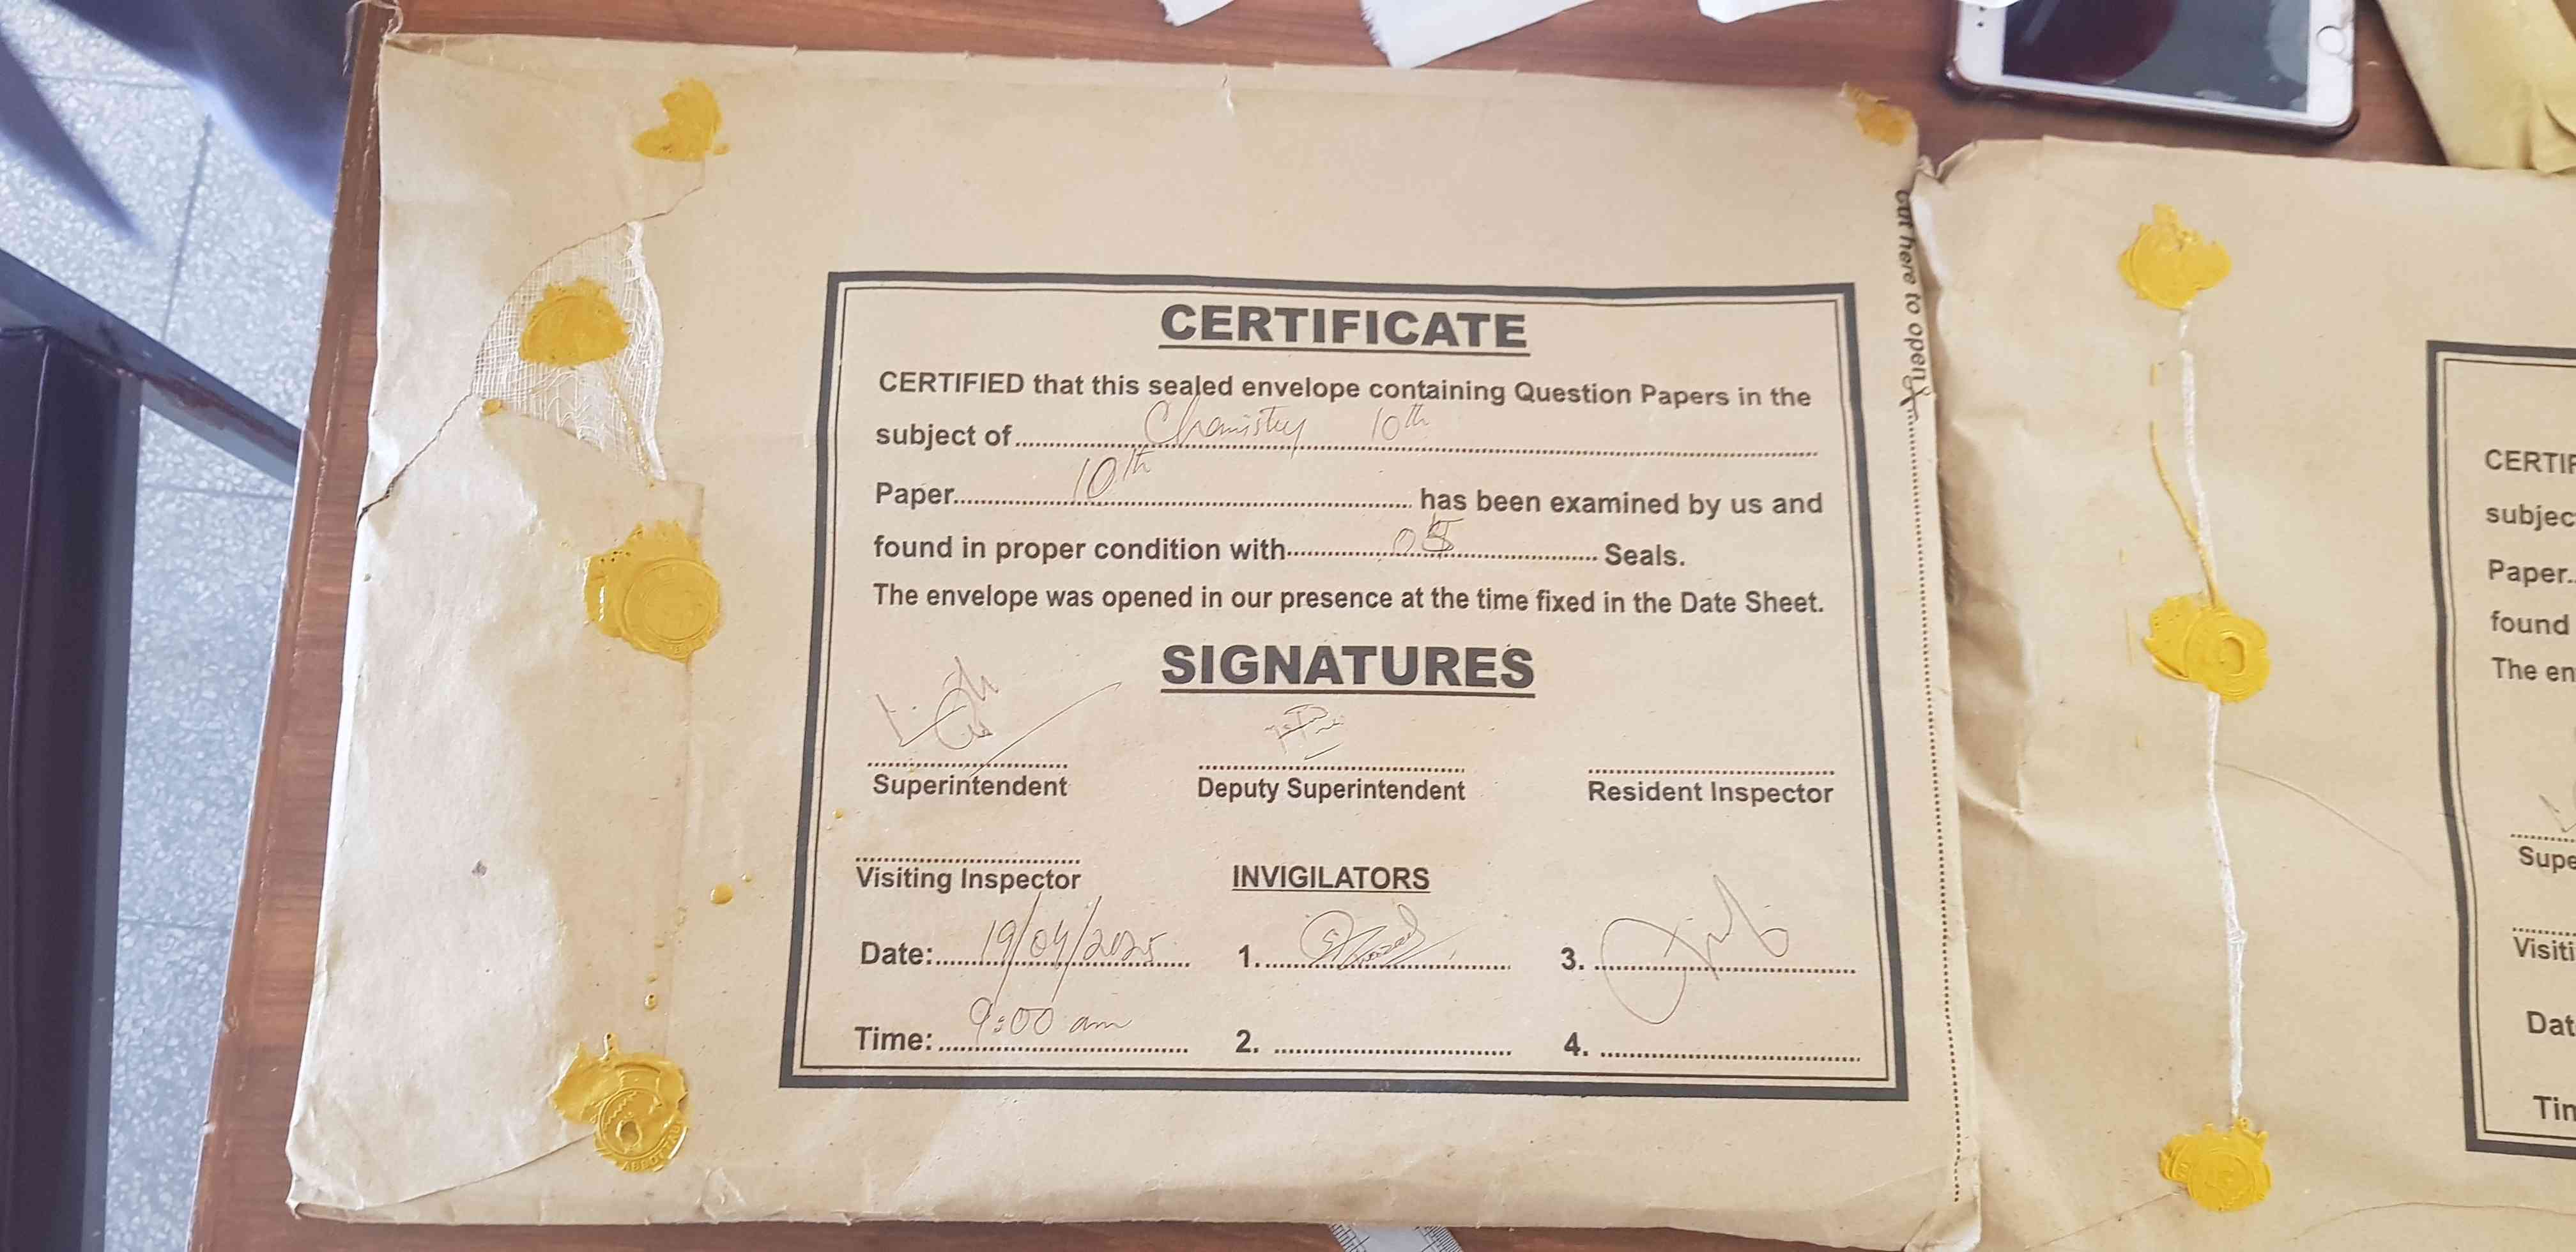 CERTIFICATE
CERTIFIED that this sealed envelope containing Question Papers in the
subject of Chemistry 10th
Paper 10th has been examined by us and
found in proper condition with 05 Seals.
The envelope was opened in our presence at the time fixed in the Date Sheet.
SIGNATURES
Superintendent Deputy Superintendent Resident Inspector
Visiting Inspector INVIGILATORS
Date: 19/04/2025 1. 3.
Time: 9:00 am 2. 4.
cut here to open
CERTIF
subjec
Paper..
found
The en
Supe
Visiti
Dat
Tim